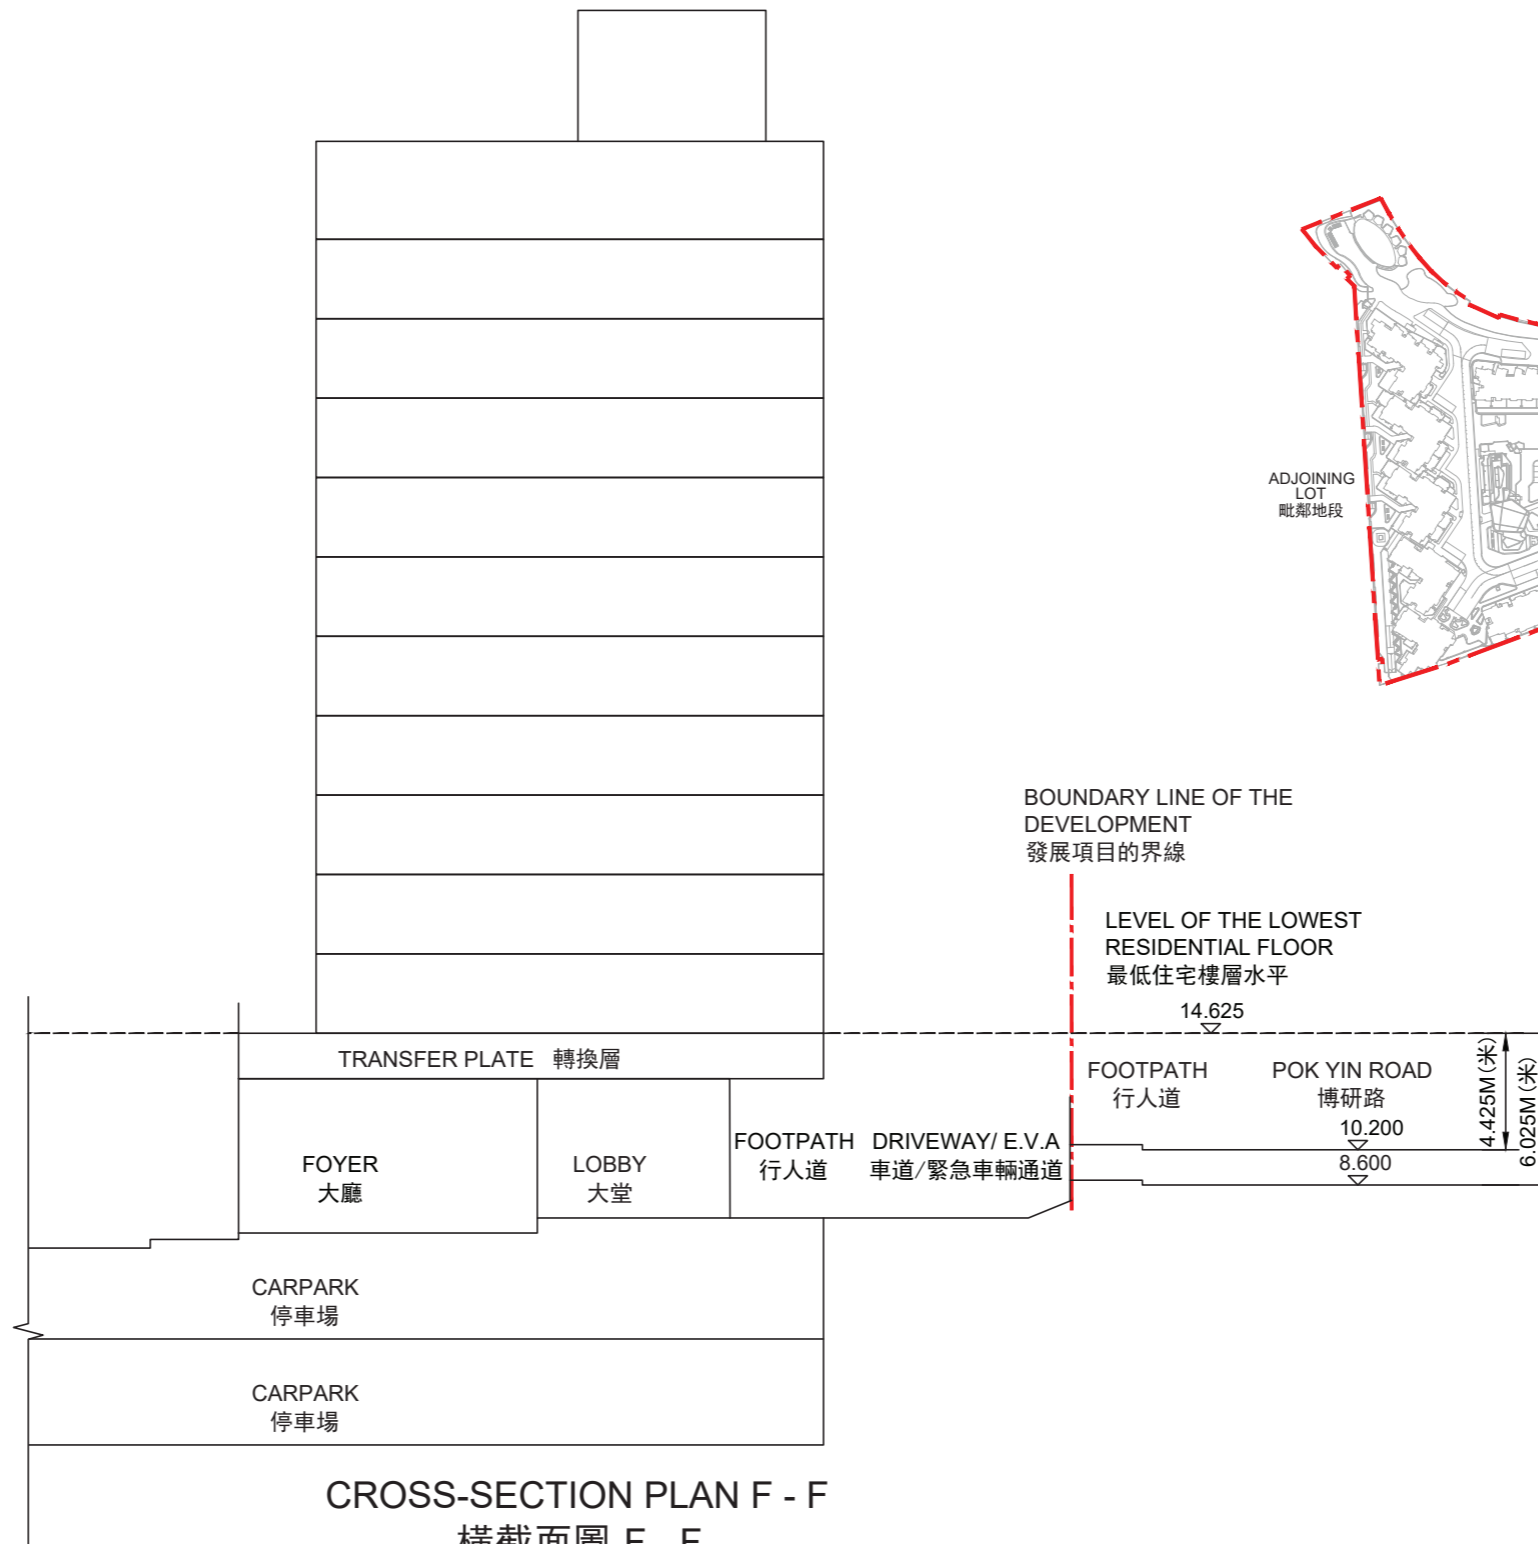 ADJOINING
LOT
毗鄰地段
BOUNDARY LINE OF THE
DEVELOPMENT
發展項目的界線
LEVEL OF THE LOWEST
RESIDENTIAL FLOOR
最低住宅樓層水平
14.625
TRANSFER PLATE 轉換層
FOOTPATH
行人道
POK YIN ROAD
博研路
10.200
8.600
4.425M (米)
6.025M (米)
FOYER
大廳
LOBBY
大堂
FOOTPATH
行人道
DRIVEWAY/ E.V.A
車道/緊急車輛通道
CARPARK
停車場
CARPARK
停車場
CROSS-SECTION PLAN F - F
橫截面圖 F - F